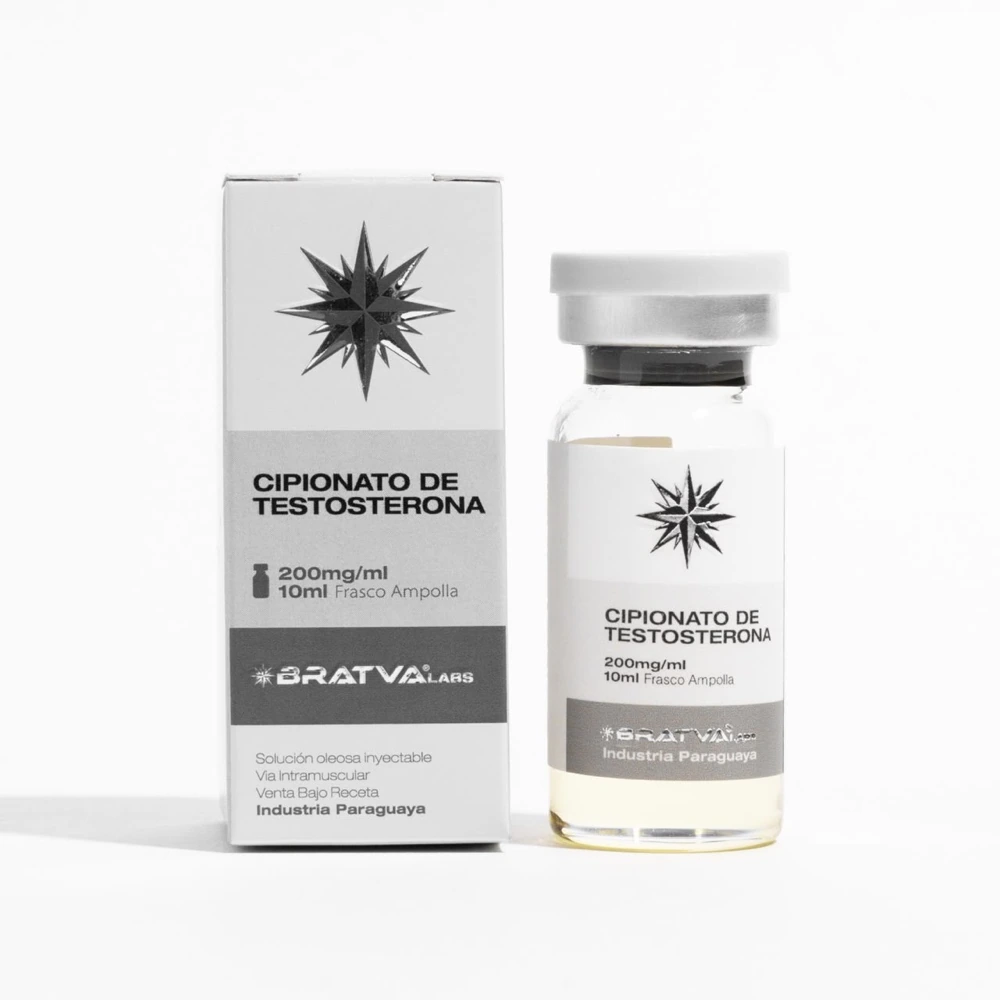 CIPIONATO DE
TESTOSTERONA
200mg/ml
10ml Frasco Ampolla
BRATVA® LABS
Solución oleosa inyectable
Via Intramuscular
Venta Bajo Receta
Industria Paraguaya
CIPIONATO DE
TESTOSTERONA
200mg/ml
10ml Frasco Ampolla
BRATVA® LABS
Industria Paraguaya